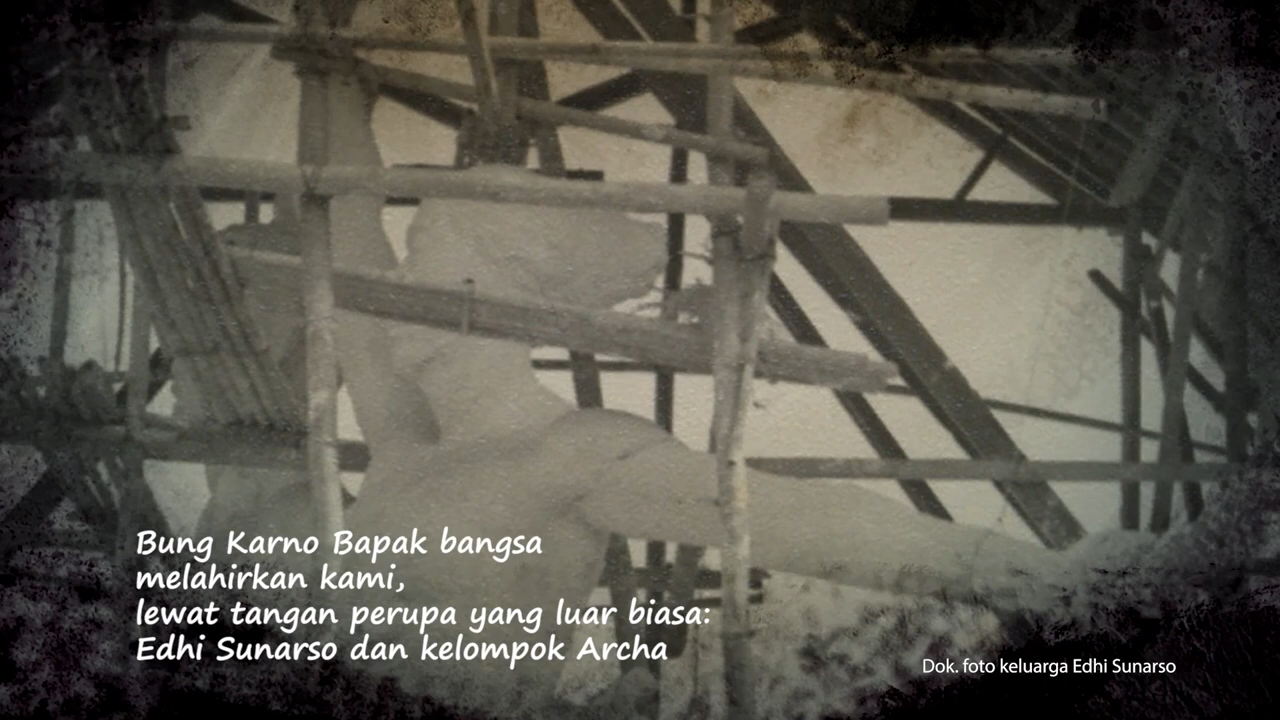 Bung Karno Bapak bangsa
melahirkan kami,
lewat tangan perupa yang luar biasa:
Edhi Sunarso dan kelompok Archa
Dok. foto keluarga Edhi Sunarso